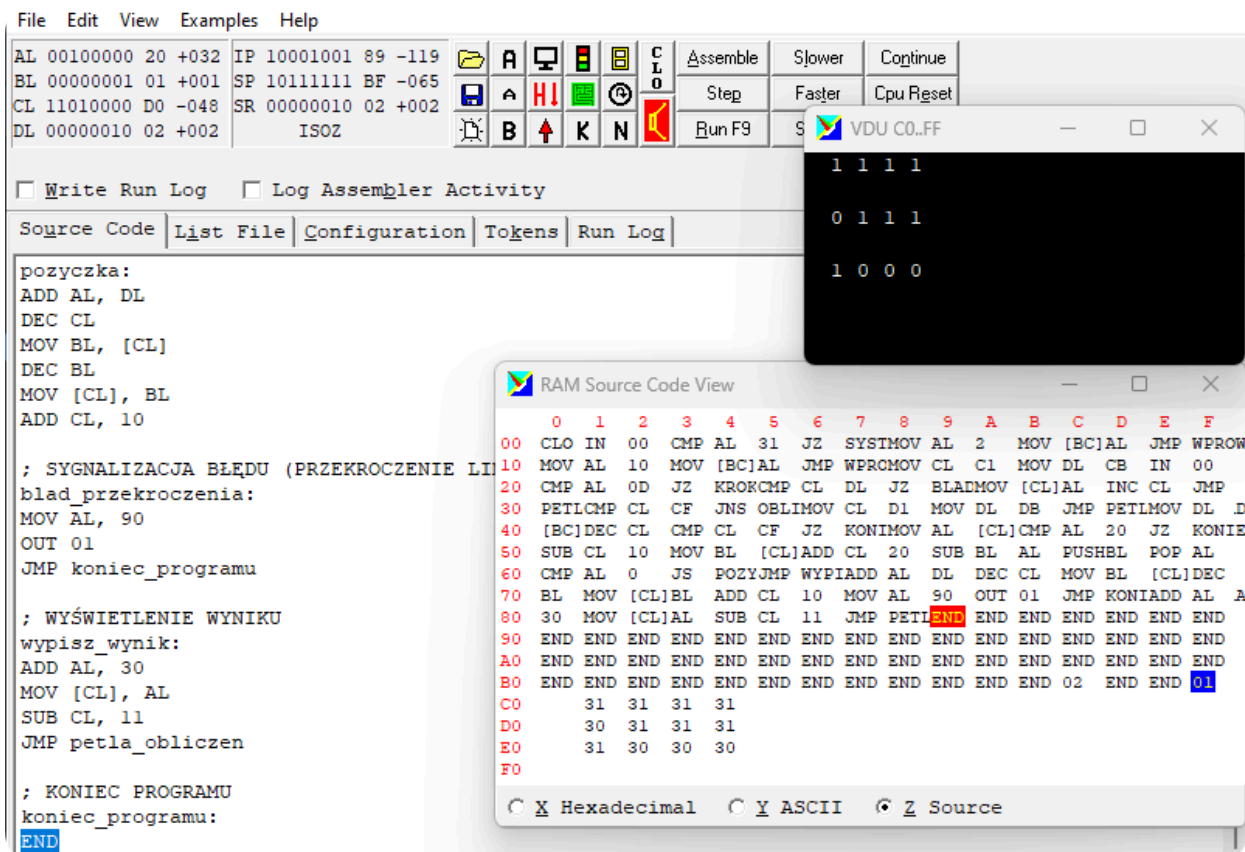 File Edit View Examples Help
AL 00100000 20 +032 IP 10001001 89 -119
BL 00000001 01 +001 SP 10111111 BF -065
CL 11010000 D0 -048 SR 00000010 02 +002
DL 00000010 02 +002 ISOZ
A
C
L
O
Assemble Slower Continue
A H
Step Faster Cpu Reset
B K N
Run F9 S
Write Run Log Log Assembler Activity
Source Code List File Configuration Tokens Run Log
pozyczka:
ADD AL, DL
DEC CL
MOV BL, [CL]
DEC BL
MOV [CL], BL
ADD CL, 10
; SYGNALIZACJA BŁĘDU (PRZEKROCZENIE LI
blad_przekroczenia:
MOV AL, 90
OUT 01
JMP koniec_programu
; WYŚWIETLENIE WYNIKU
wypisz_wynik:
ADD AL, 30
MOV [CL], AL
SUB CL, 11
JMP petla_obliczen
; KONIEC PROGRAMU
koniec_programu:
END
VDU C0..FF
1 1 1 1
0 1 1 1
1 0 0 0
RAM Source Code View
0 1 2 3 4 5 6 7 8 9 A B C D E F
00 CLO IN 00 CMP AL 31 JZ SYSTMOV AL 2 MOV [BC]AL JMP WPROW
10 MOV AL 10 MOV [BC]AL JMP WPROMOV CL C1 MOV DL CB IN 00
20 CMP AL 0D JZ KROKCMP CL DL JZ BLADMOV [CL]AL INC CL JMP
30 PETLCMP CL CF JNS OBLIMOV CL D1 MOV DL DB JMP PETLMOV DL
40 [BC]DEC CL CMP CL CF JZ KONIMOV AL [CL]CMP AL 20 JZ KONIE
50 SUB CL 10 MOV BL [CL]ADD CL 20 SUB BL AL PUSHBL POP AL
60 CMP AL 0 JS POZYJMP WYPIADD AL DL DEC CL MOV BL [CL]DEC
70 BL MOV [CL]BL ADD CL 10 MOV AL 90 OUT 01 JMP KONIADD AL
80 30 MOV [CL]AL SUB CL 11 JMP PETLEND END END END END END END
90 END END END END END END END END END END END END END END END END
A0 END END END END END END END END END END END END END END END END
B0 END END END END END END END END END END END END 02 END END 01
C0 31 31 31 31
D0 30 31 31 31
E0 31 30 30 30
F0
X Hexadecimal Y ASCII Z Source